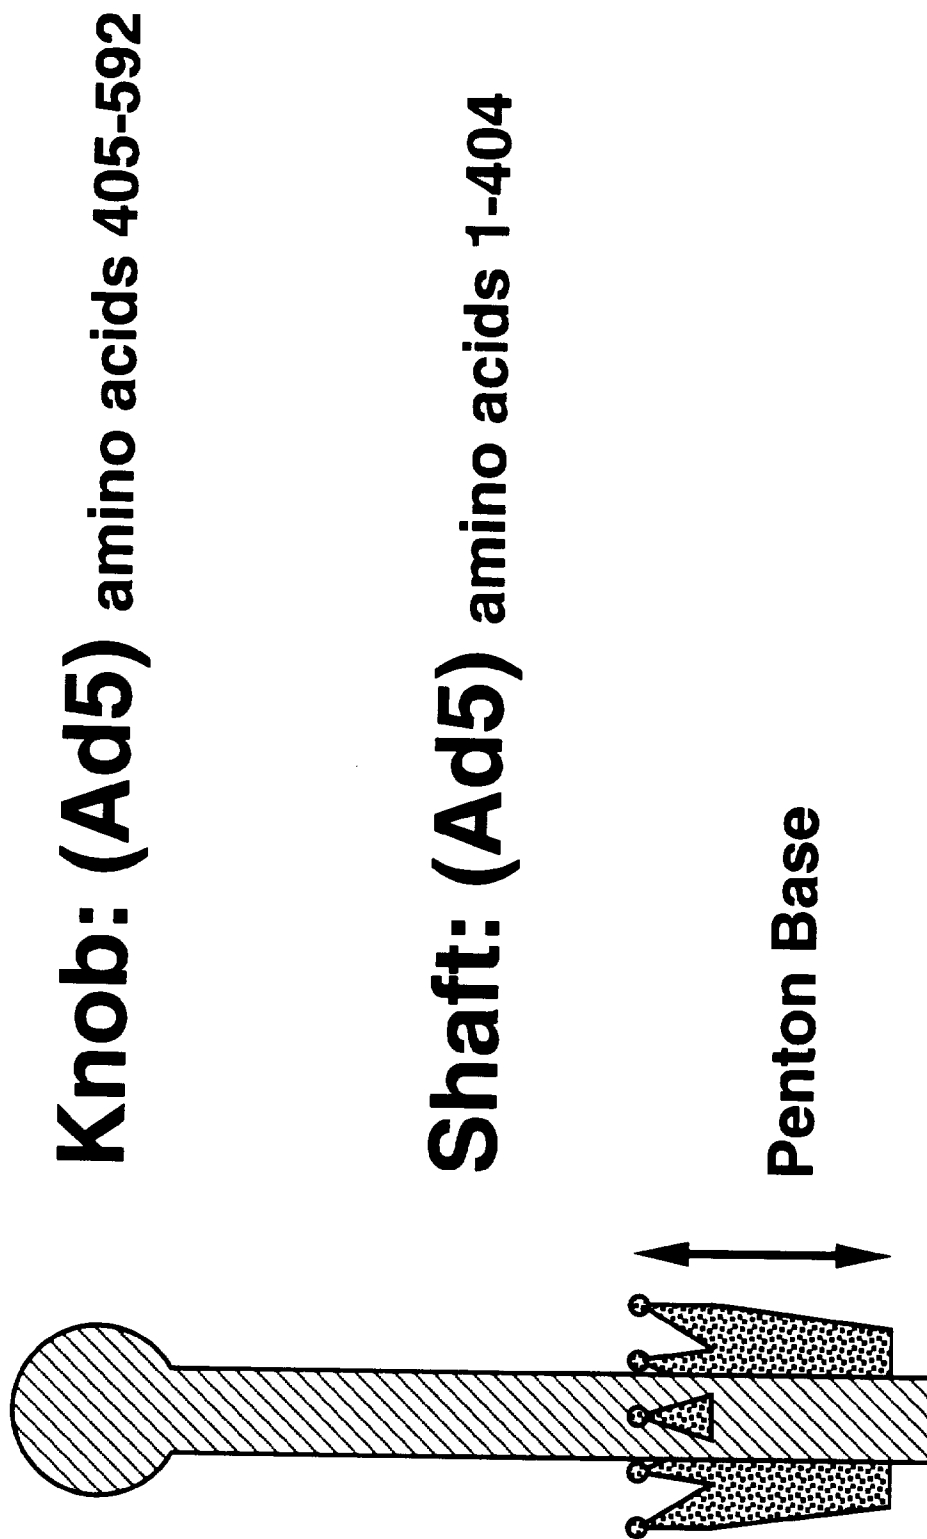 Knob: (Ad5) amino acids 405-592
Shaft: (Ad5) amino acids 1-404
Penton Base